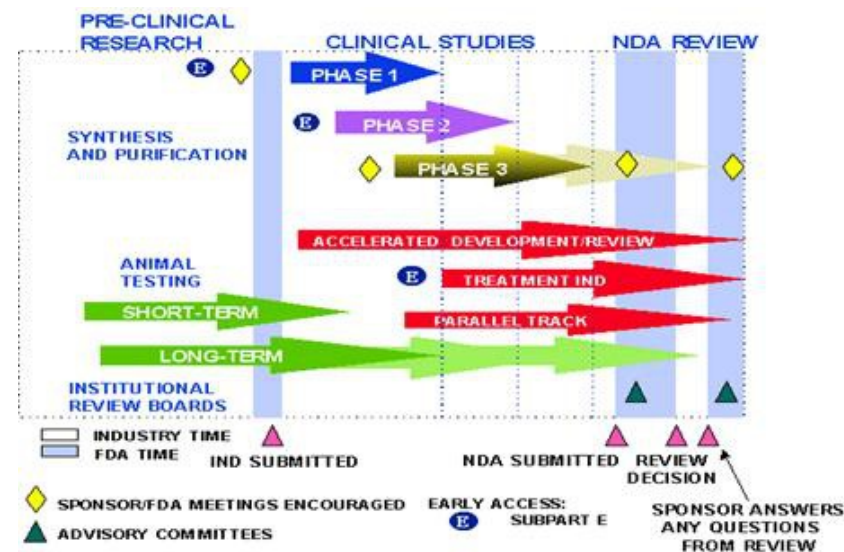 PRE-CLINICAL
RESEARCH
CLINICAL STUDIES
NDA REVIEW
E
PHASE 1
E
PHASE 2
SYNTHESIS
AND PURIFICATION
PHASE 3
ACCELERATED DEVELOPMENT/REVIEW
ANIMAL
TESTING
E
TREATMENT IND
SHORT-TERM
PARALLEL TRACK
LONG-TERM
INSTITUTIONAL
REVIEW BOARDS
INDUSTRY TIME
FDA TIME
IND SUBMITTED
NDA SUBMITTED
REVIEW
DECISION
SPONSOR/FDA MEETINGS ENCOURAGED
ADVISORY COMMITTEES
EARLY ACCESS:
E SUBPART E
SPONSOR ANSWERS
ANY QUESTIONS
FROM REVIEW